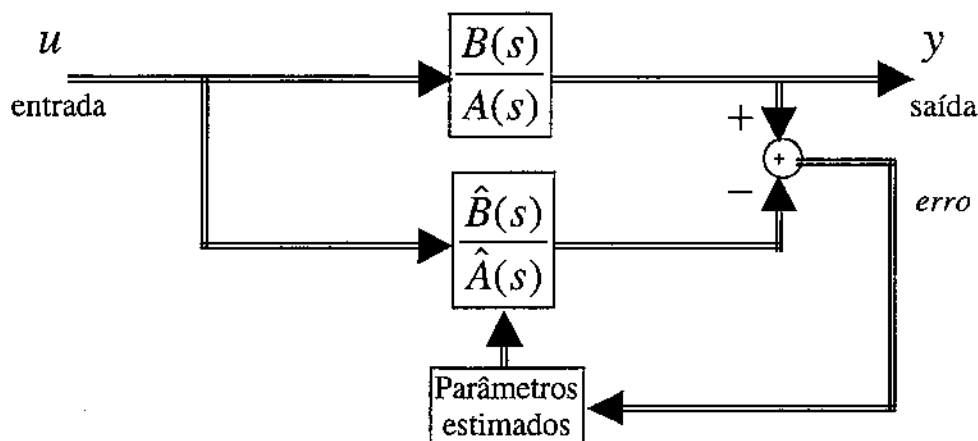 u
entrada
B(s)
A(s)
y
saída
+
+
−
erro
B̂(s)
Â(s)
Parâmetros
estimados